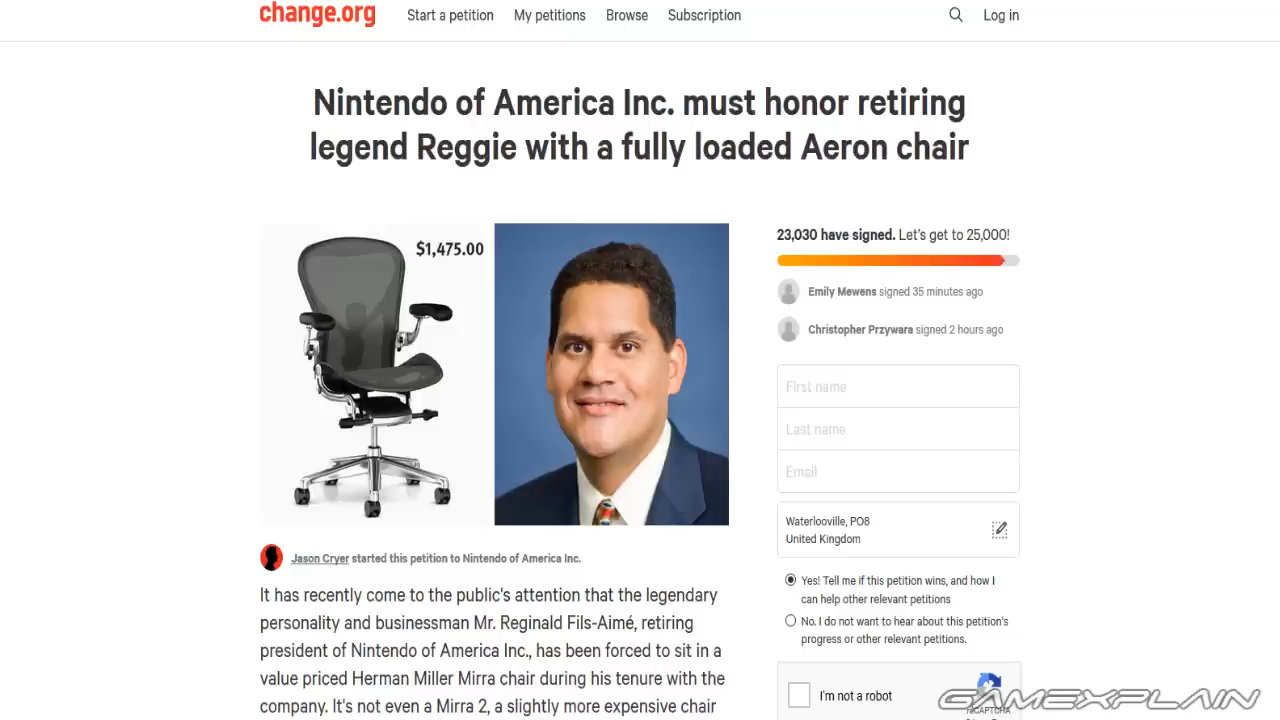 change.org
Start a petition
My petitions
Browse
Subscription
Log in
Nintendo of America Inc. must honor retiring
legend Reggie with a fully loaded Aeron chair
$1,475.00
23,030 have signed. Let's get to 25,000!
Emily Mewens signed 35 minutes ago
Christopher Przywara signed 2 hours ago
First name
Last name
Email
Waterlooville, PO8
United Kingdom
Yes! Tell me if this petition wins, and how I
can help other relevant petitions
No. I do not want to hear about this petition's
progress or other relevant petitions.
I'm not a robot
reCAPTCHA
Jason Cryer started this petition to Nintendo of America Inc.
It has recently come to the public's attention that the legendary
personality and businessman Mr. Reginald Fils-Aimé, retiring
president of Nintendo of America Inc., has been forced to sit in a
value priced Herman Miller Mirra chair during his tenure with the
company. It's not even a Mirra 2, a slightly more expensive chair
GAMEXPLAIN